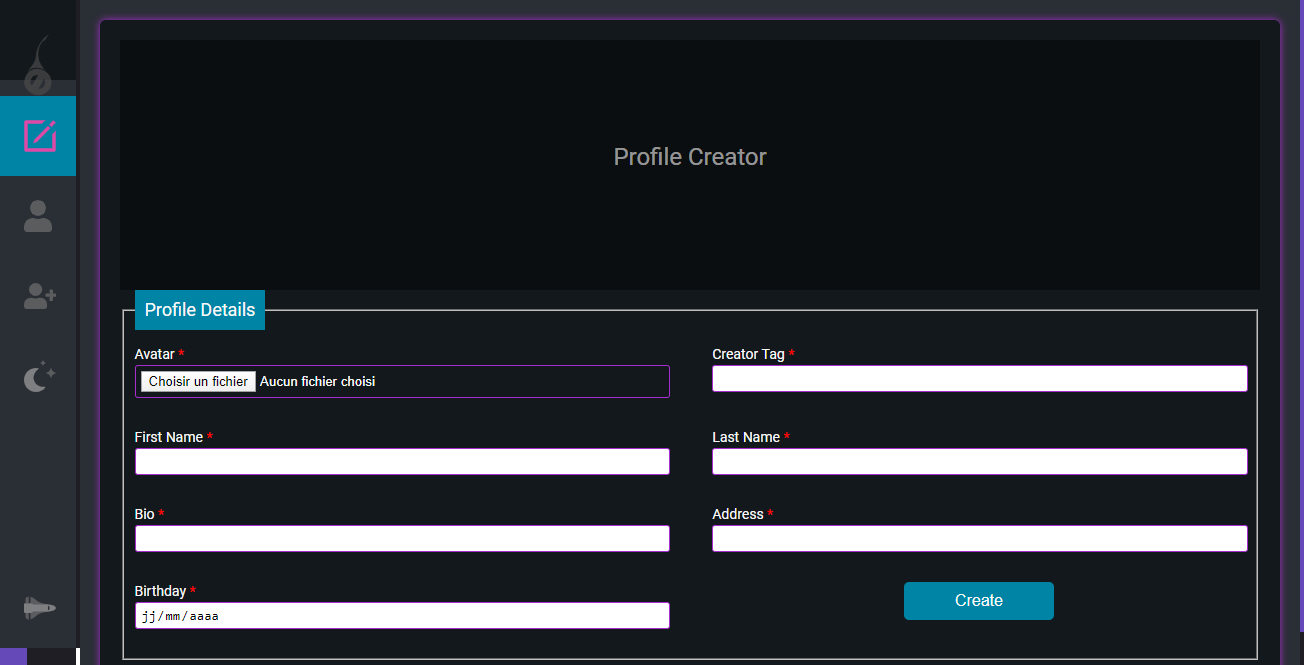 Profile Creator
Profile Details
Avatar *
Creator Tag *
Choisir un fichier Aucun fichier choisi
First Name *
Last Name *
Bio *
Address *
Birthday *
jj/mm/aaaa
Create